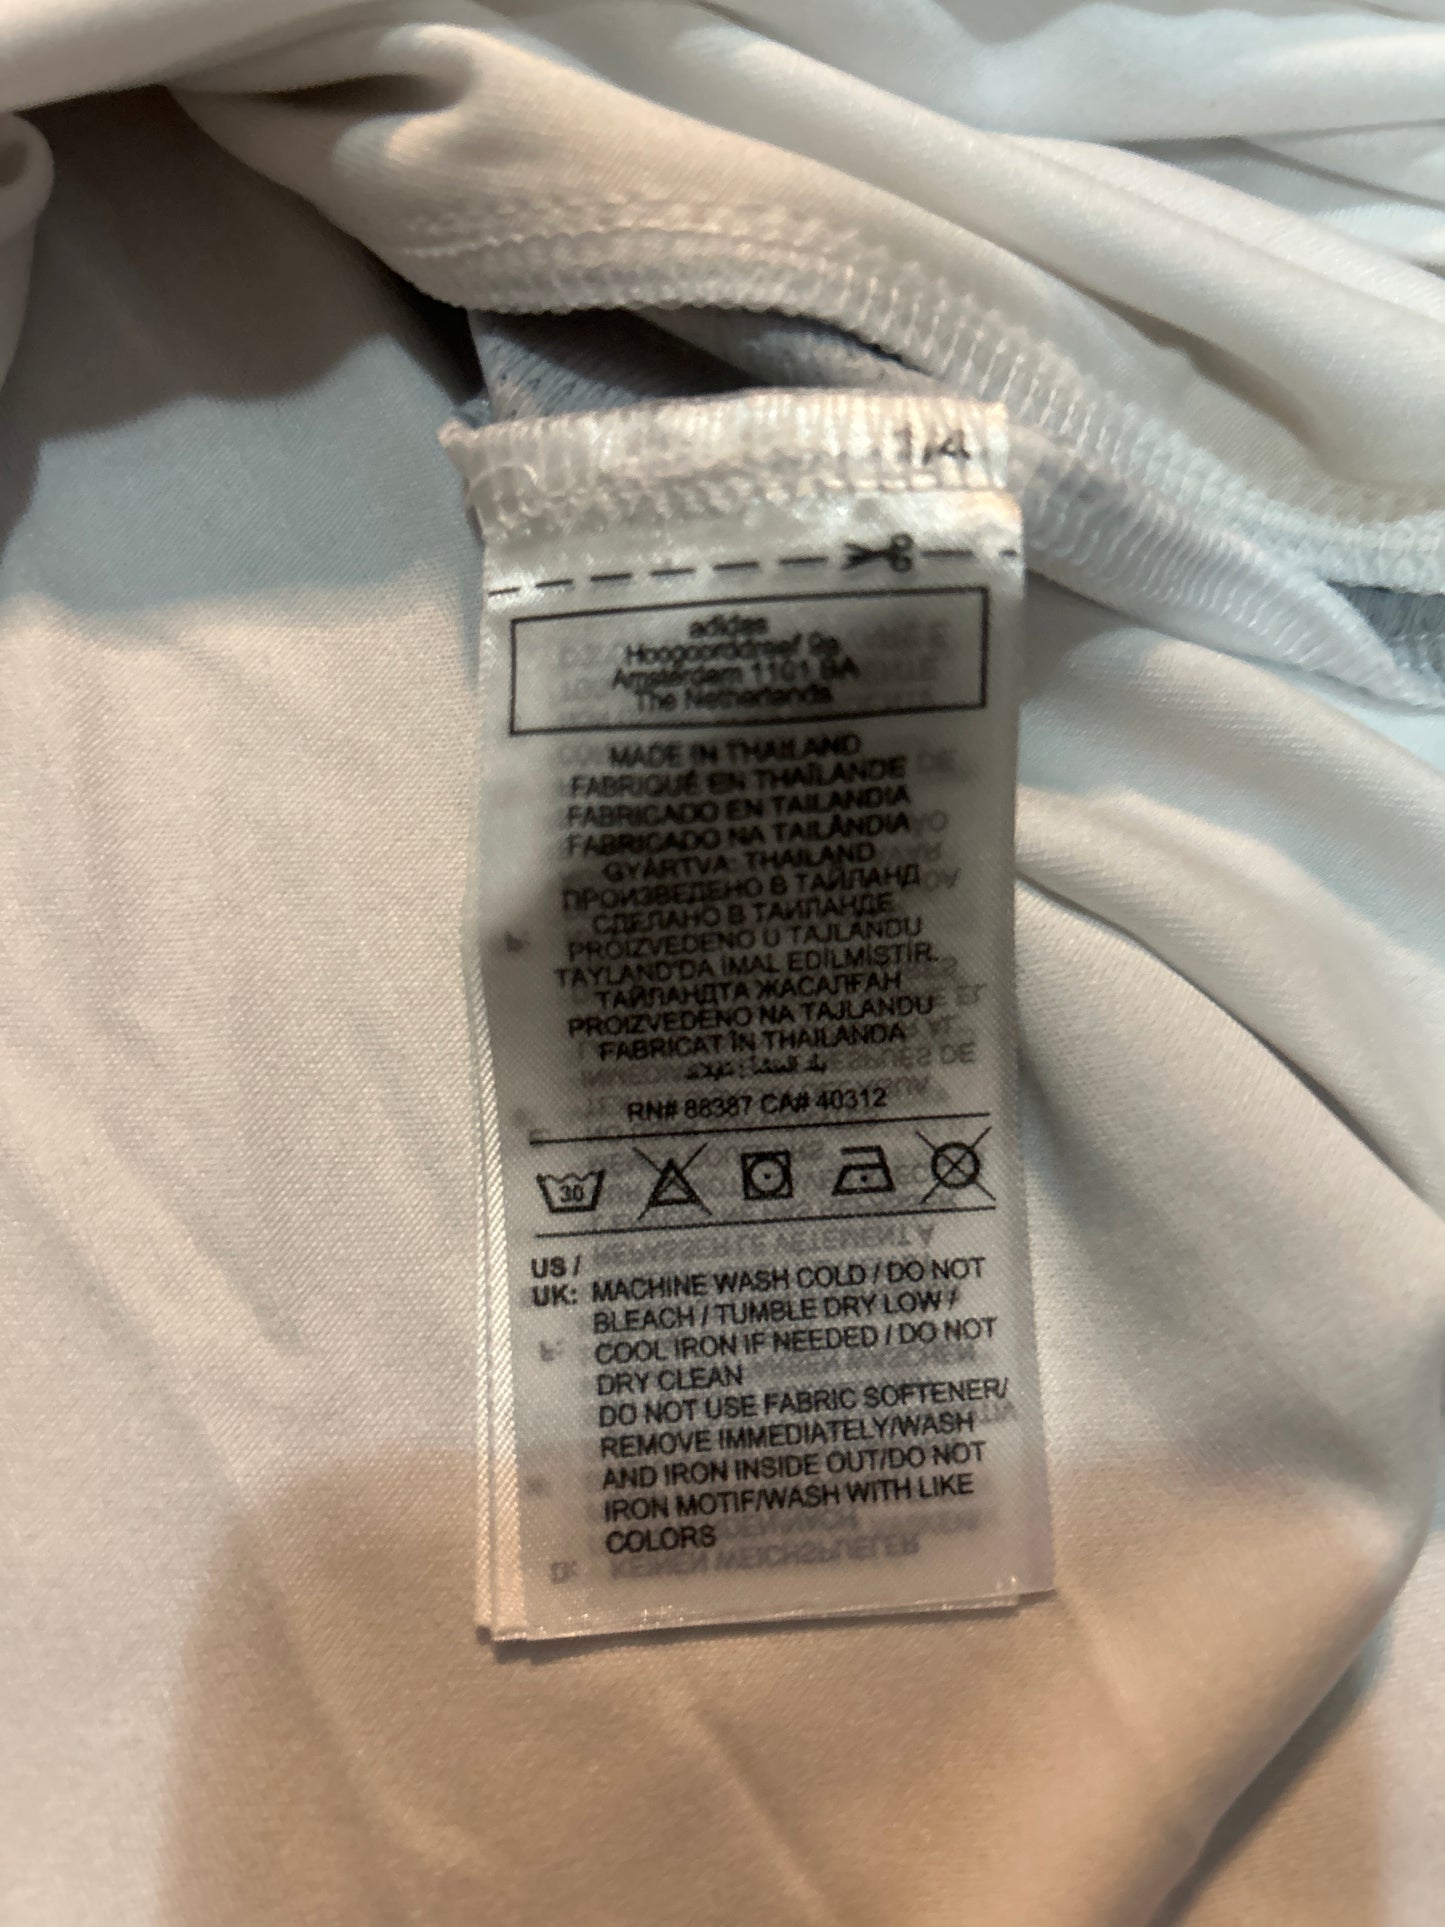 1/4
adidas
Hoogoorddreef 9a
Amsterdam 1101 BA
The Netherlands
MADE IN THAILAND
FABRIQUÉ EN THAÏLANDE
FABRICADO EN TAILANDIA
FABRICADO NA TAILÂNDIA
GYÁRTVA: THAILAND
ПРОИЗВЕДЕНО В ТАЙЛАНД
СДЕЛАНО В ТАИЛАНДЕ
PROIZVEDENO U TAJLANDU
TAYLAND'DA İMAL EDİLMİŞTİR.
ТАЙЛАНДТА ЖАСАЛҒАН
PROIZVEDENO NA TAJLANDU
FABRICAT ÎN THAILANDA
RN# 88387 CA# 40312
30
US /
UK: MACHINE WASH COLD / DO NOT
BLEACH / TUMBLE DRY LOW /
COOL IRON IF NEEDED / DO NOT
DRY CLEAN
DO NOT USE FABRIC SOFTENER/
REMOVE IMMEDIATELY/WASH
AND IRON INSIDE OUT/DO NOT
IRON MOTIF/WASH WITH LIKE
COLORS